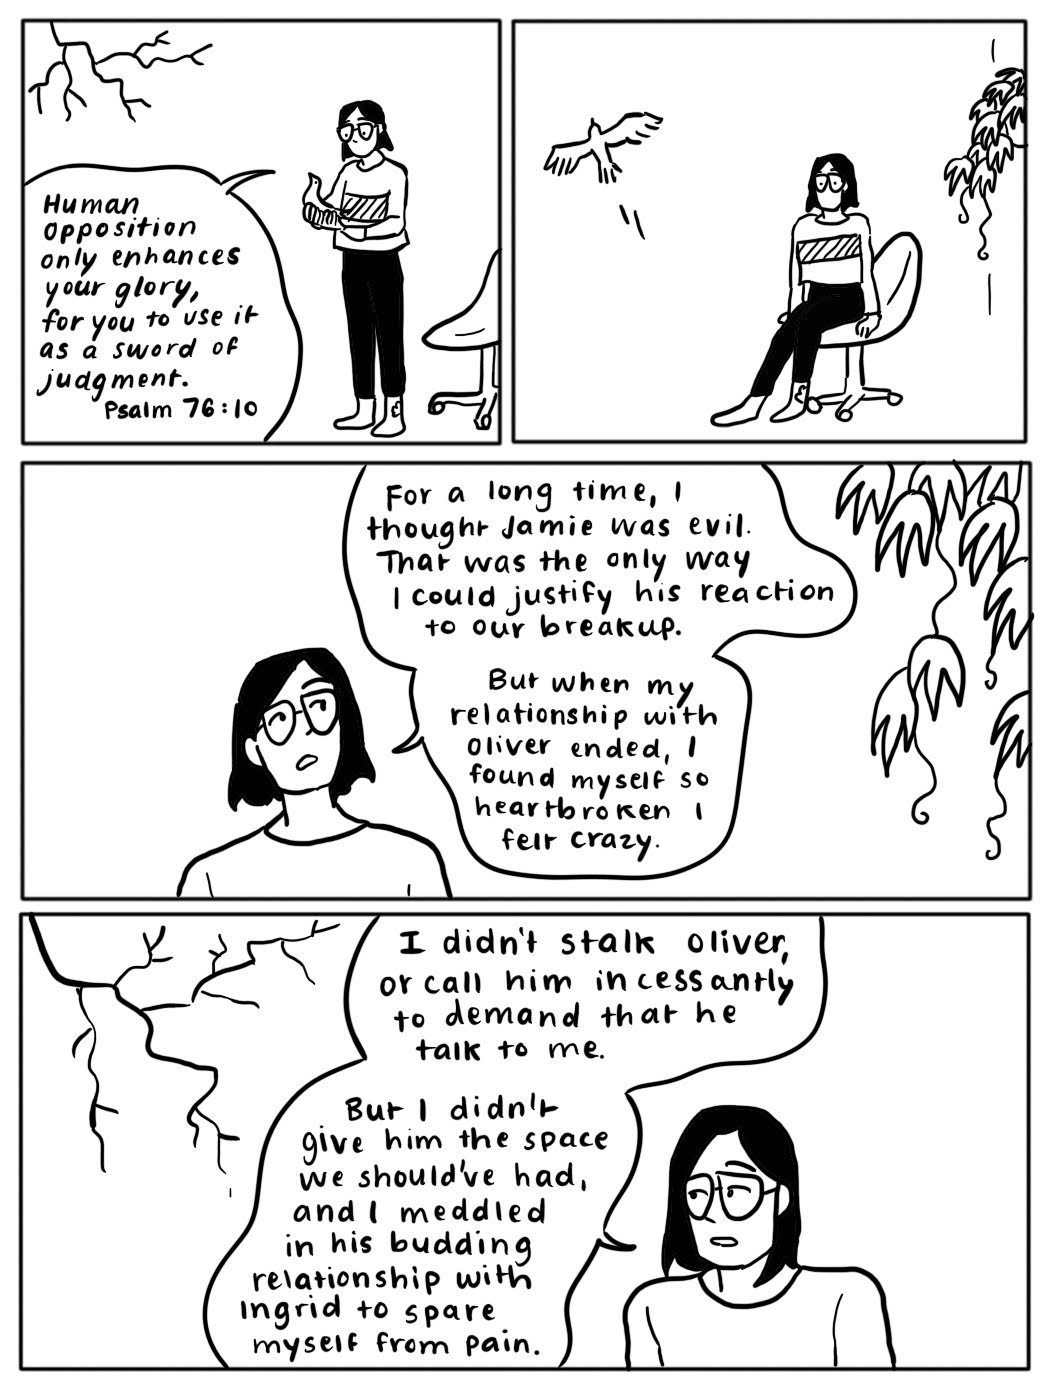 Human
opposition
only enhances
your glory,
for you to use it
as a sword of
judgment.
Psalm 76:10
For a long time, I
thought Jamie was evil.
That was the only way
I could justify his reaction
to our breakup.
But when my
relationship with
Oliver ended, I
found myself so
heartbroken I
felt crazy.
I didn't stalk Oliver,
or call him incessantly
to demand that he
talk to me.
But I didn't
give him the space
we should've had,
and I meddled
in his budding
relationship with
Ingrid to spare
myself from pain.